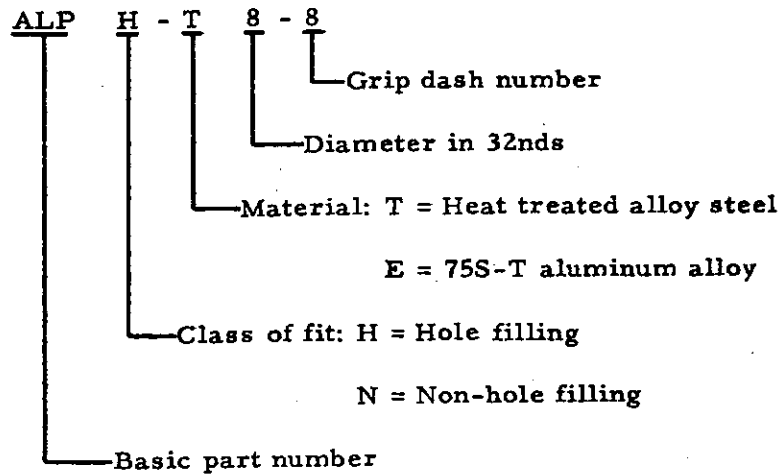 ALP H - T 8 - 8
Grip dash number
Diameter in 32nds
Material: T = Heat treated alloy steel
E = 75S-T aluminum alloy
Class of fit: H = Hole filling
N = Non-hole filling
Basic part number